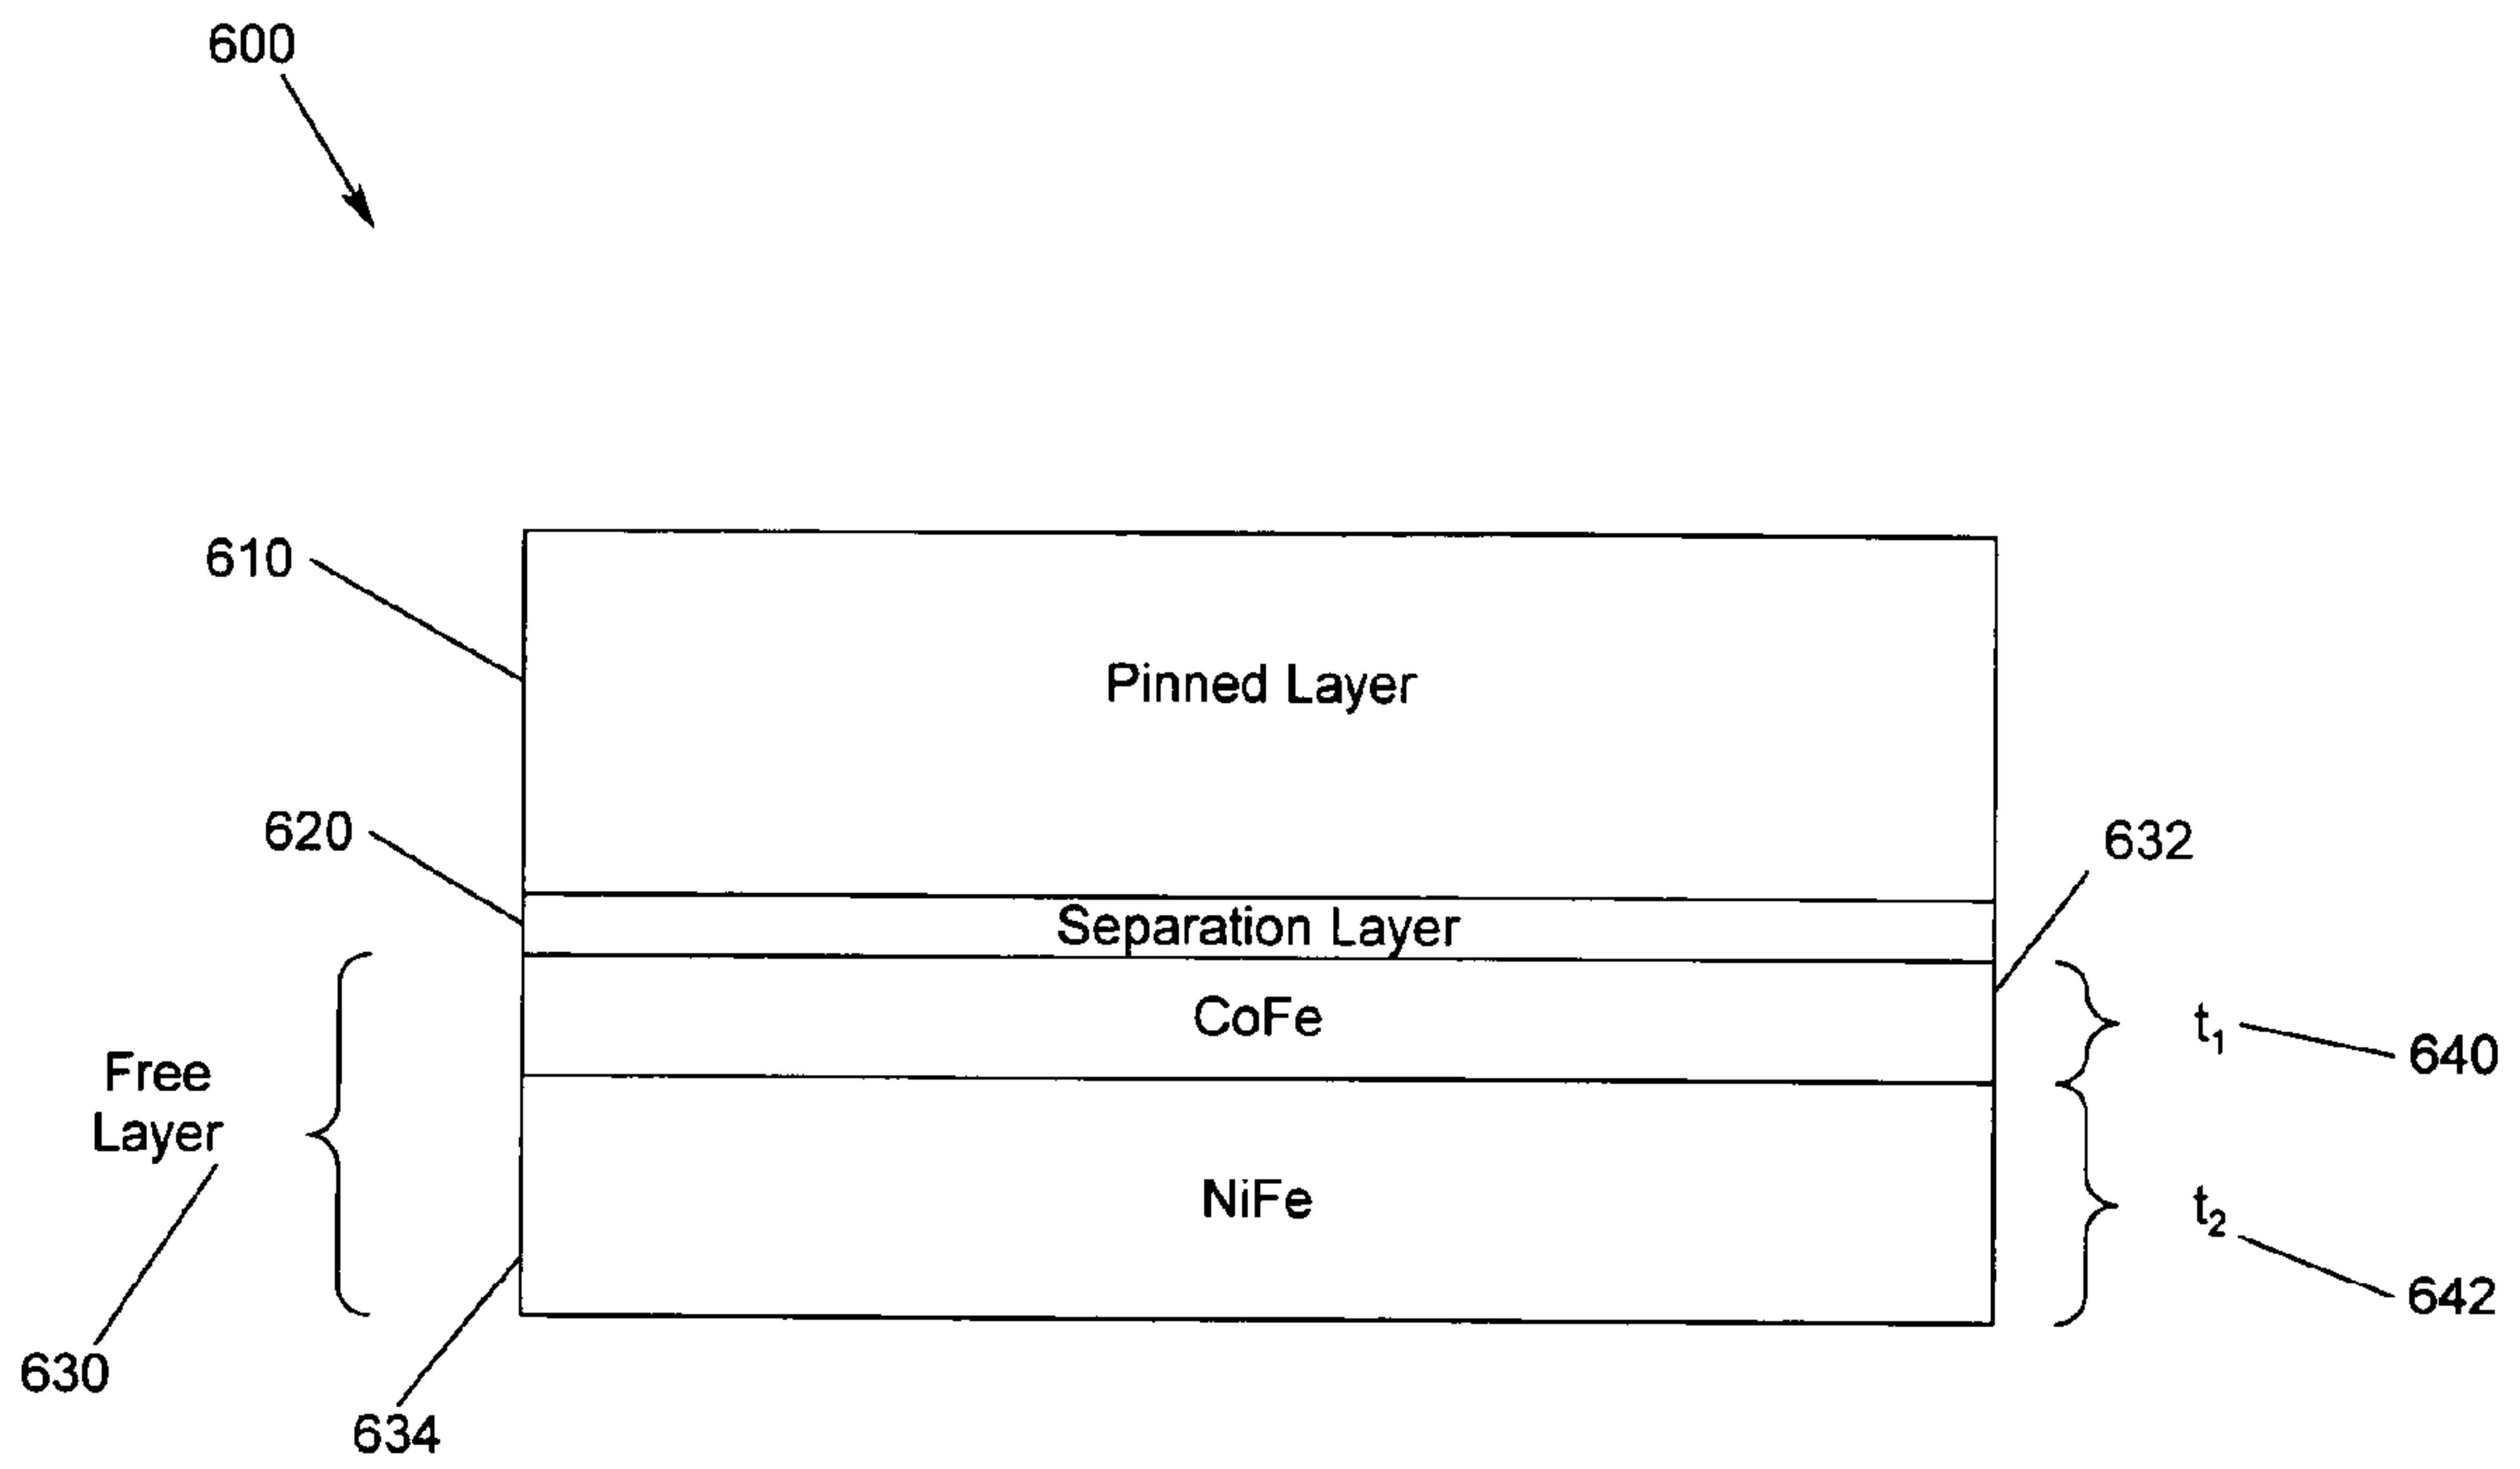 600
610
Pinned Layer
620
632
Separation Layer
CoFe
t₁
640
Free
Layer
NiFe
t₂
642
630
634